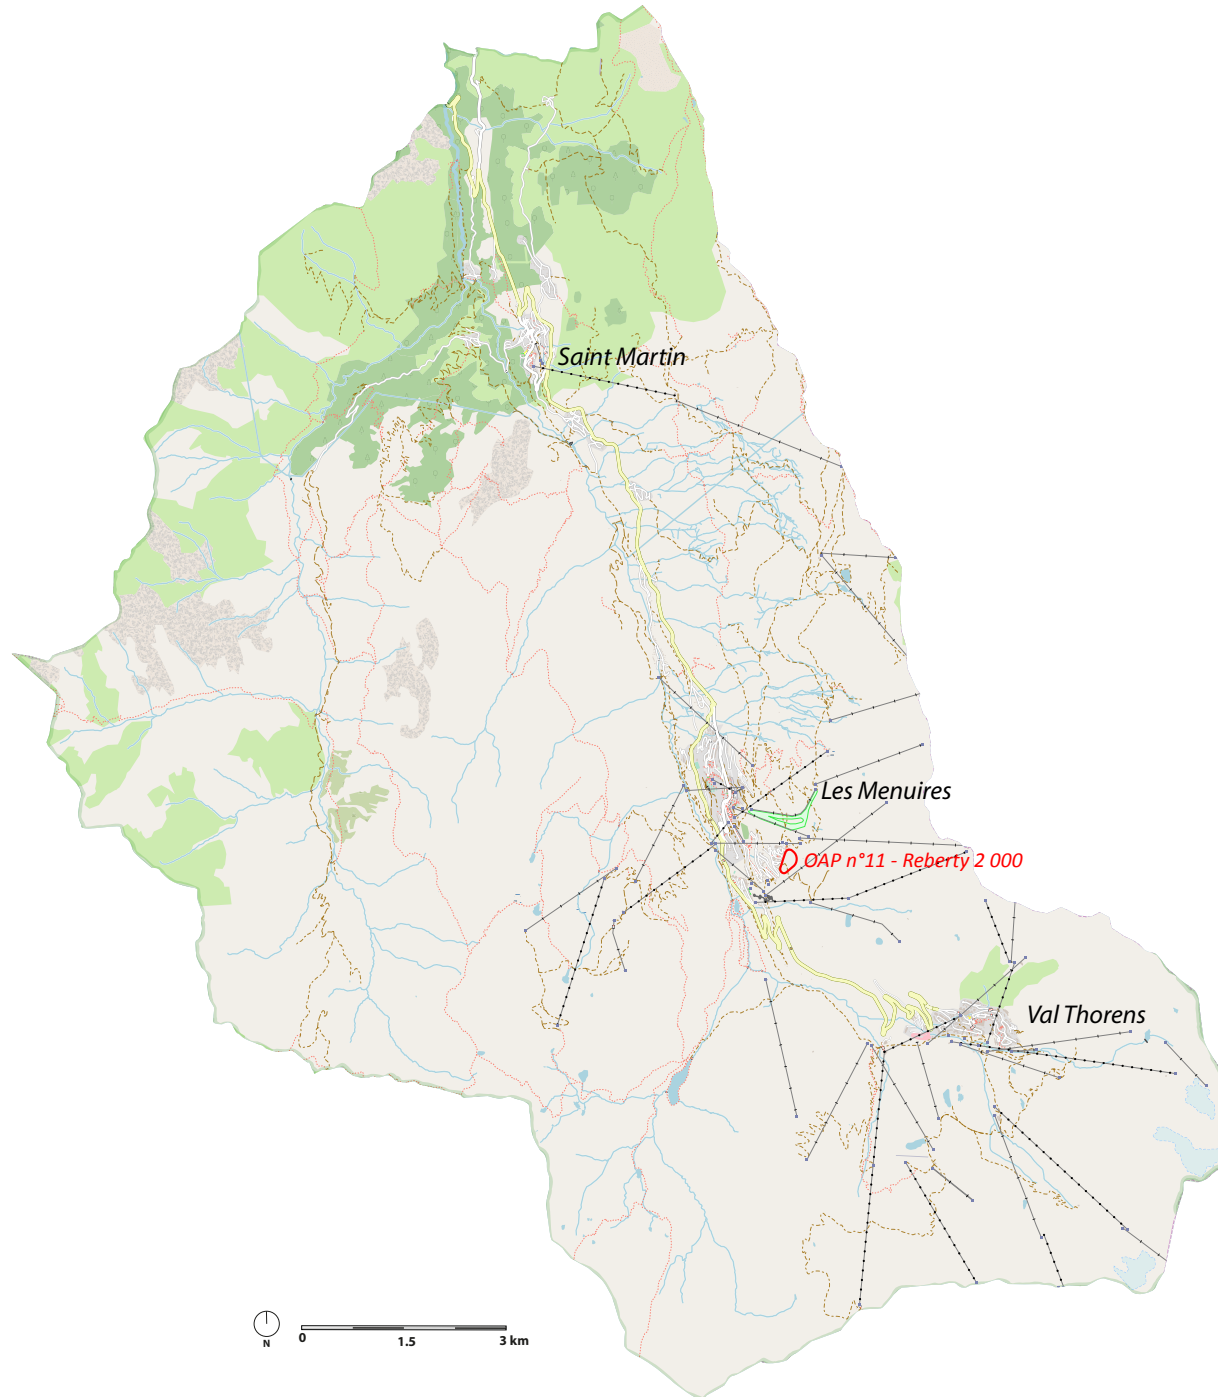 Saint Martin
Les Menuires
OAP n°11 - Reberty 2 000
Val Thorens
N
0
1.5
3 km